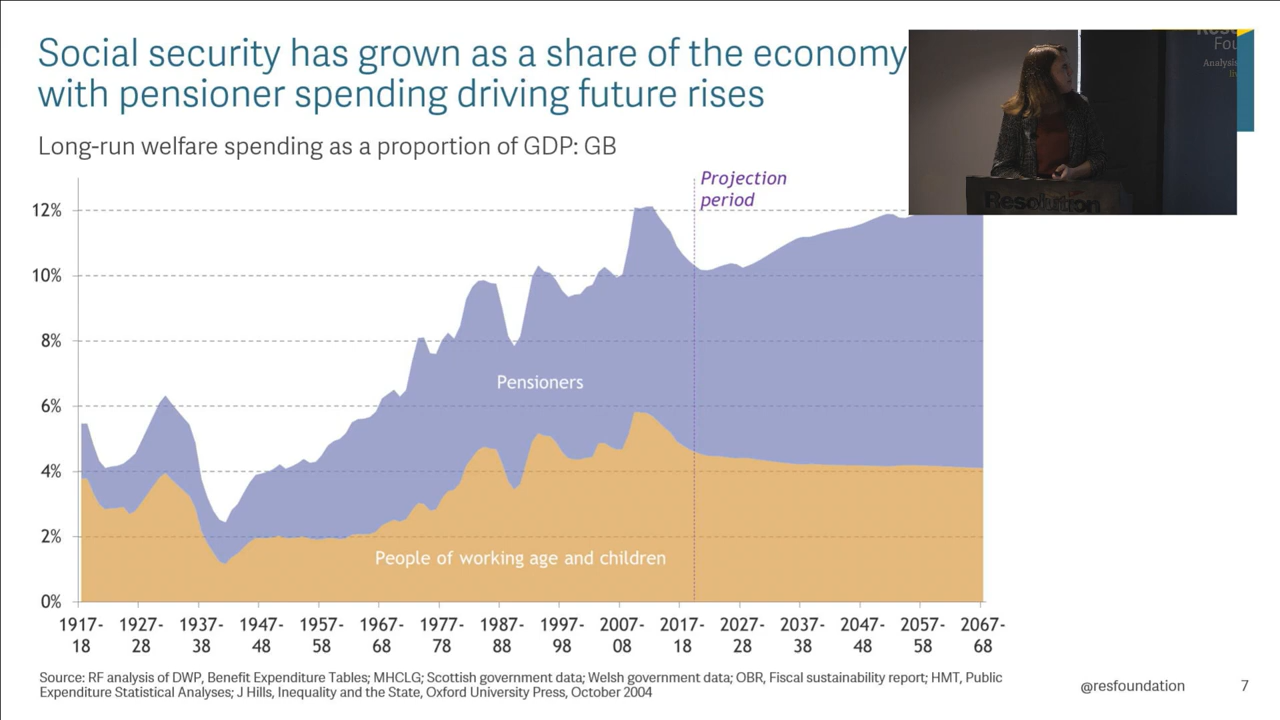 Social security has grown as a share of the economy
with pensioner spending driving future rises
Long-run welfare spending as a proportion of GDP: GB
Projection
period
12%
10%
8%
6%
4%
2%
0%
Pensioners
People of working age and children
1917-18
1927-28
1937-38
1947-48
1957-58
1967-68
1977-78
1987-88
1997-98
2007-08
2017-18
2027-28
2037-38
2047-48
2057-58
2067-68
Source: RF analysis of DWP, Benefit Expenditure Tables; MHCLG; Scottish government data; Welsh government data; OBR, Fiscal sustainability report; HMT, Public
Expenditure Statistical Analyses; J Hills, Inequality and the State, Oxford University Press, October 2004
@resfoundation
7
Resolution